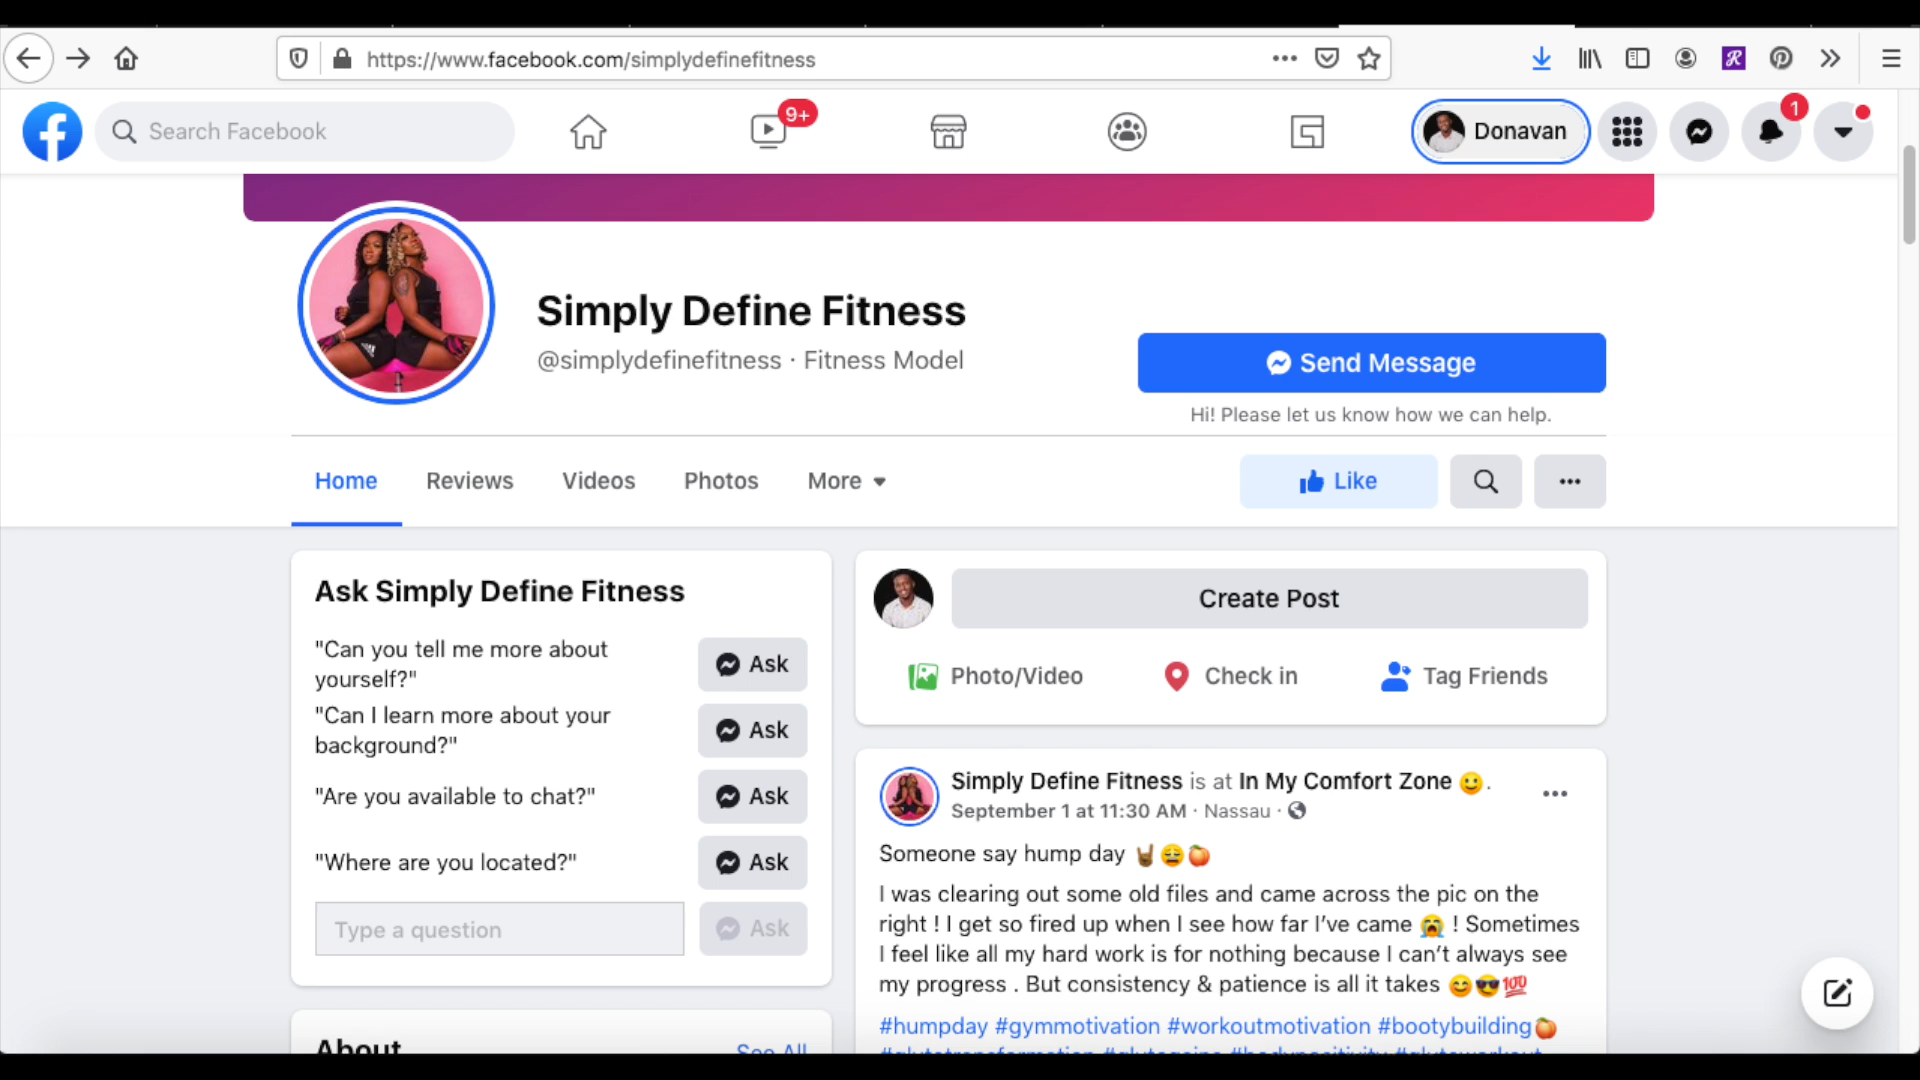 https://www.facebook.com/simplydefinefitness
Search Facebook
9+
Donavan
1
Simply Define Fitness
@simplydefinefitness · Fitness Model
Send Message
Hi! Please let us know how we can help.
Home
Reviews
Videos
Photos
More
Like
Ask Simply Define Fitness
"Can you tell me more about
yourself?"
Ask
"Can I learn more about your
background?"
Ask
"Are you available to chat?"
Ask
"Where are you located?"
Ask
Type a question
Ask
About
See All
Create Post
Photo/Video
Check in
Tag Friends
Simply Define Fitness is at In My Comfort Zone 🙂.
September 1 at 11:30 AM · Nassau ·
Someone say hump day 🤘🏾😩🍑
I was clearing out some old files and came across the pic on the
right ! I get so fired up when I see how far I’ve came 😭 ! Sometimes
I feel like all my hard work is for nothing because I can’t always see
my progress . But consistency & patience is all it takes 😊😎💯
#humpday #gymmotivation #workoutmotivation #bootybuilding🍑
#glutetransformation #glutegains #bodypositivity #gluteworkout